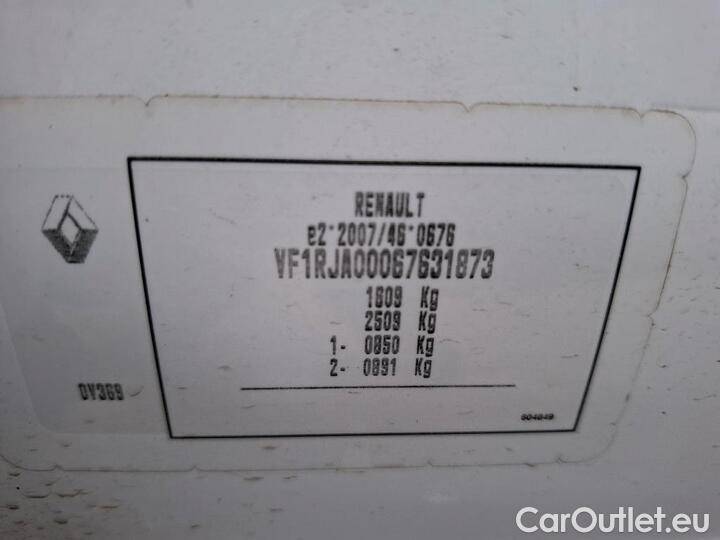 RENAULT
e2*2007/46*0676
VF1RJA00067631873
1609 Kg
2509 Kg
1- 0850 Kg
2- 0891 Kg
DV369
504849
CarOutlet.eu